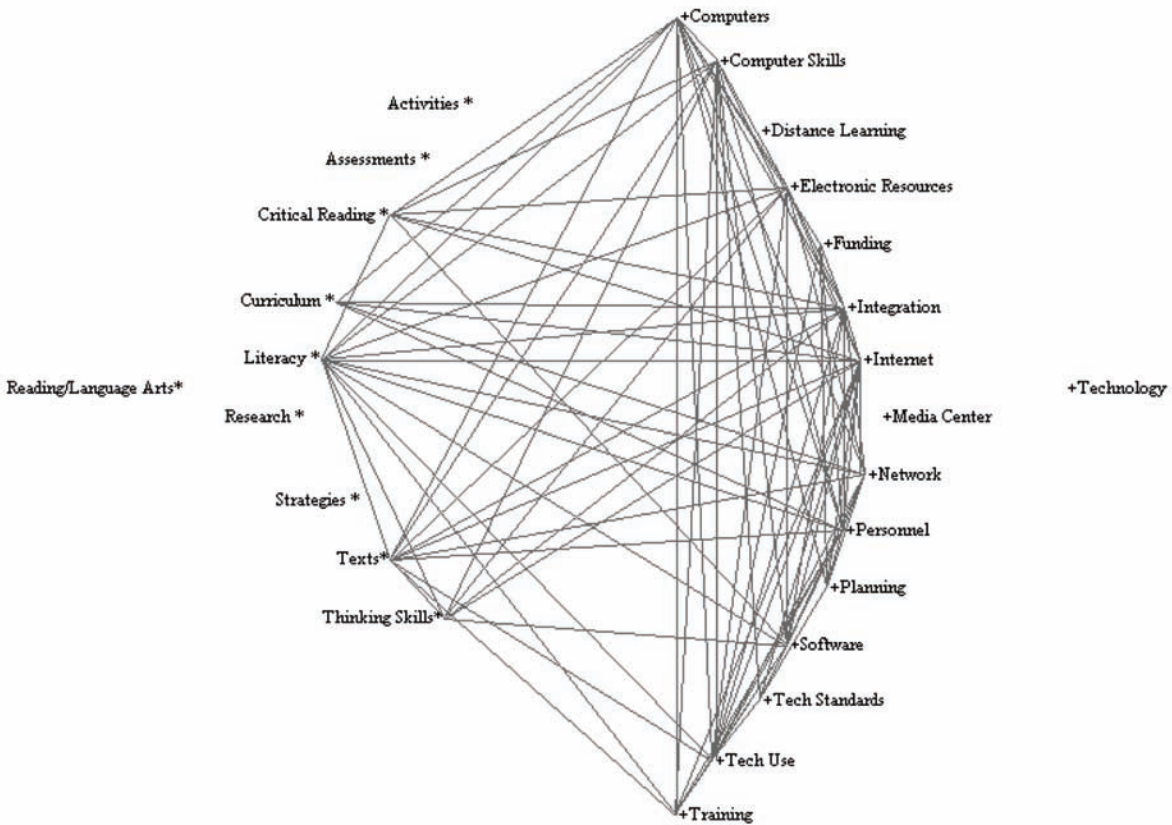 +Computers
+Computer Skills
Activities *
+Distance Learning
Assessments *
+Electronic Resources
Critical Reading *
+Funding
Curriculum *
+Integration
Literacy *
+Internet
Reading/Language Arts*
+Technology
Research *
+Media Center
+Network
Strategies *
+Personnel
Texts*
+Planning
Thinking Skills*
+Software
+Tech Standards
+Tech Use
+Training